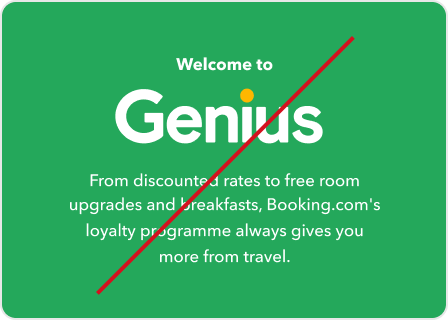 Welcome to
Genius
From discounted rates to free room
upgrades and breakfasts, Booking.com's
loyalty programme always gives you
more from travel.